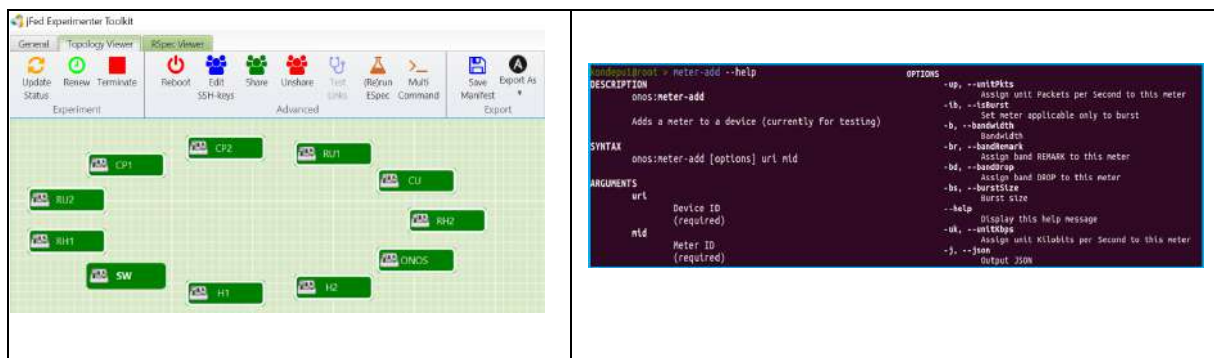 jFed Experimenter Toolkit
General Topology Viewer RSpec Viewer
Update Status Renew Terminate Reboot Edit SSH-keys Share Unshare Test Links (Re)run ESpec Multi Command Save Manifest Export As
Experiment Advanced Export
CP2
RU1
CP1
CU
RU2
RH2
RH1
ONOS
SW
H1
H2
kondepu@root > meter-add --help
DESCRIPTION
onos:meter-add
Adds a meter to a device (currently for testing)
SYNTAX
onos:meter-add [options] uri mid
ARGUMENTS
uri
Device ID
(required)
mid
Meter ID
(required)
OPTIONS
-up, --unitPkts
Assign unit Packets per Second to this meter
-ib, --isBurst
Set meter applicable only to burst
-b, --bandwidth
Bandwidth
-br, --bandRemark
Assign band REMARK to this meter
-bd, --bandDrop
Assign band DROP to this meter
-bs, --burstSize
Burst size
--help
Display this help message
-uk, --unitKbps
Assign unit Kilobits per Second to this meter
-j, --json
Output JSON